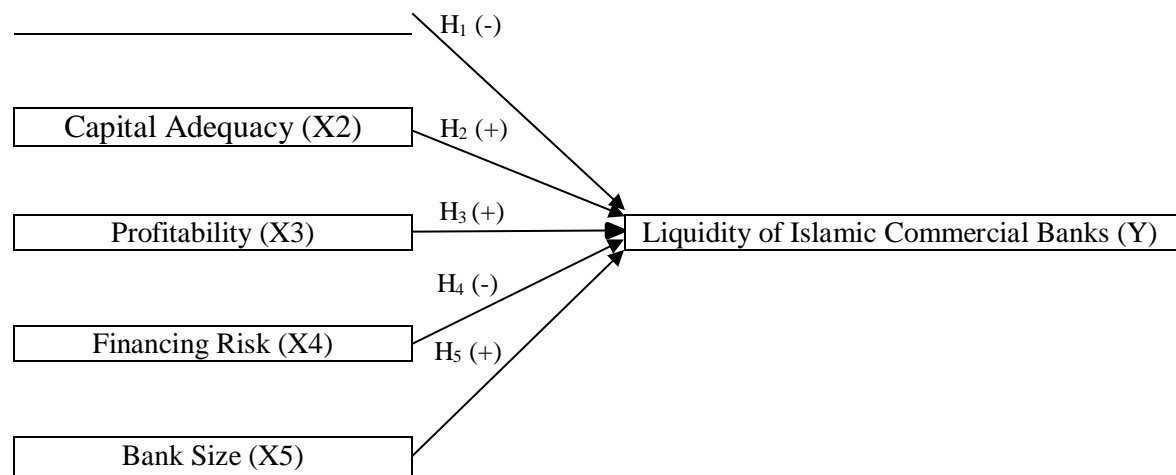 H₁ (-)
Capital Adequacy (X2)
H₂ (+)
Profitability (X3)
H₃ (+)
Liquidity of Islamic Commercial Banks (Y)
H₄ (-)
Financing Risk (X4)
H₅ (+)
Bank Size (X5)